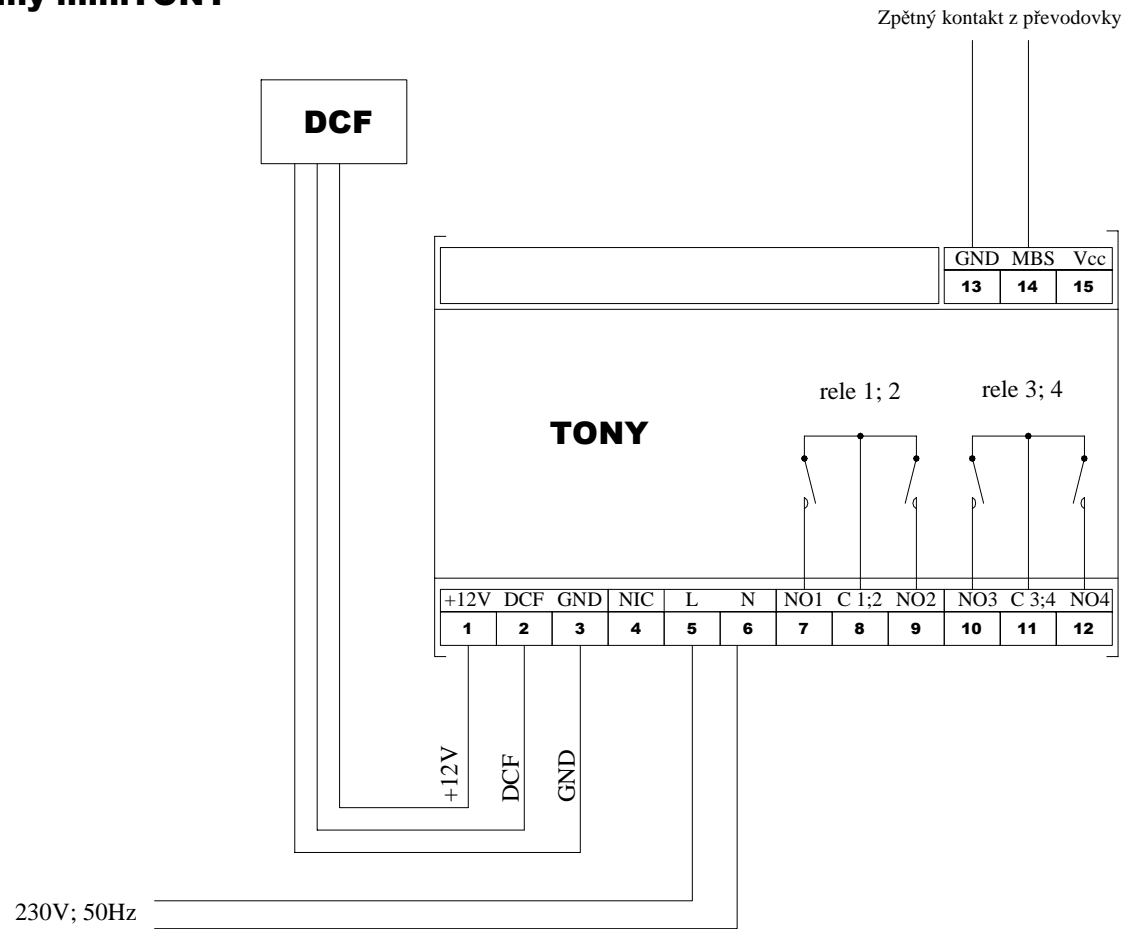 miniTONY
Zpětný kontakt z převodovky
DCF
GND MBS Vcc
13 14 15
rele 1; 2 rele 3; 4
TONY
+12V DCF GND NIC L N NO1 C 1;2 NO2 NO3 C 3;4 NO4
1 2 3 4 5 6 7 8 9 10 11 12
+12V DCF GND
230V; 50Hz